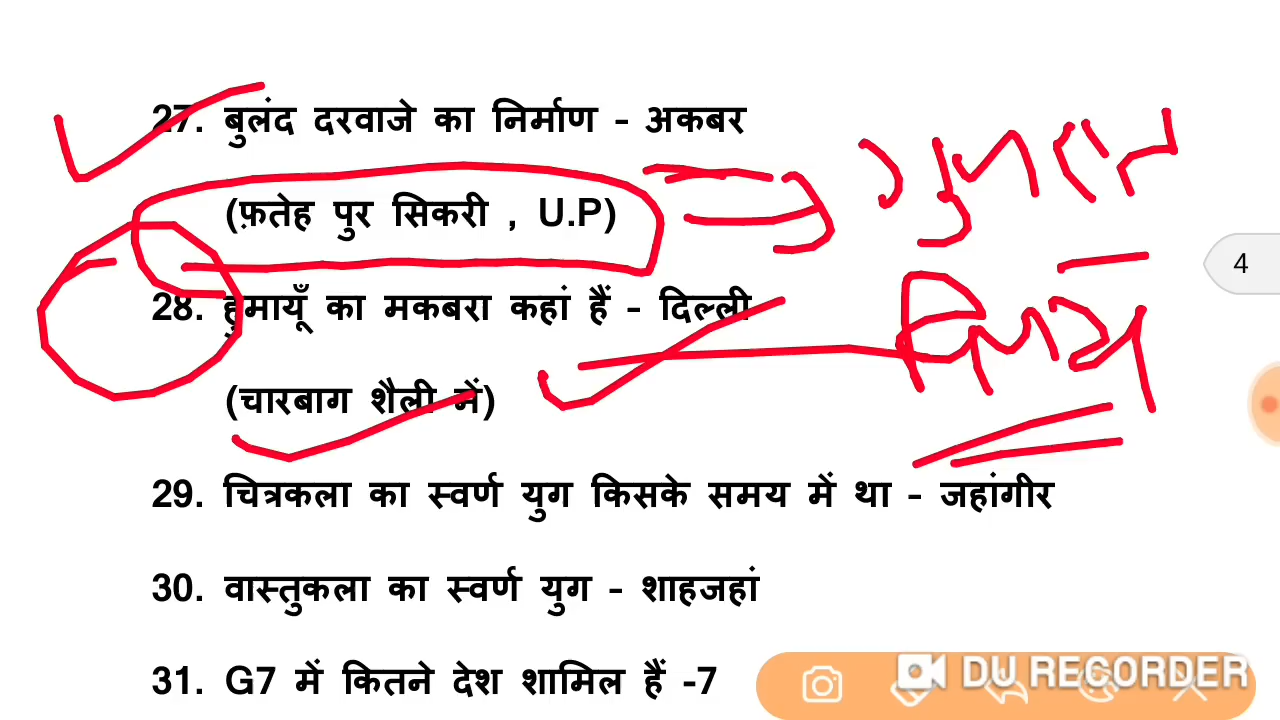 27. बुलंद दरवाजे का निर्माण - अकबर
(फ़तेह पुर सिकरी , U.P)
28. हुमायूँ का मकबरा कहां हैं - दिल्ली
(चारबाग शैली में)
4
29. चित्रकला का स्वर्ण युग किसके समय में था - जहांगीर
30. वास्तुकला का स्वर्ण युग - शाहजहां
31. G7 में कितने देश शामिल हैं -7
DU RECORDER